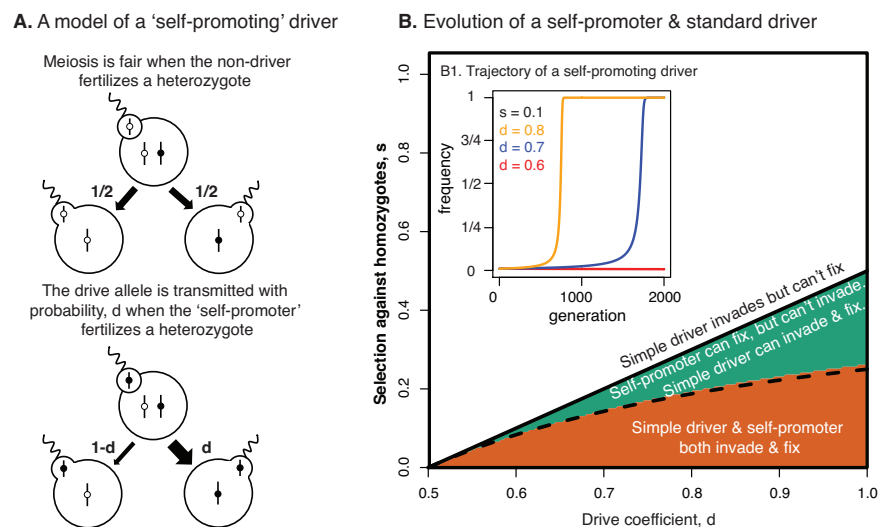 A. A model of a ‘self-promoting’ driver
Meiosis is fair when the non-driver
fertilizes a heterozygote
1/2
1/2
The drive allele is transmitted with
probability, d when the ‘self-promoter’
fertilizes a heterozygote
1-d
d
B. Evolution of a self-promoter & standard driver
Selection against homozygotes, s
1.0
0.8
0.6
0.4
0.2
0.0
B1. Trajectory of a self-promoting driver
frequency
1
3/4
1/2
1/4
0
s = 0.1
d = 0.8
d = 0.7
d = 0.6
0
1000
2000
generation
Simple driver invades but can't fix
Self-promoter can fix, but can't invade.
Simple driver can invade & fix.
Simple driver & self-promoter
both invade & fix
0.5
0.6
0.7
0.8
0.9
1.0
Drive coefficient, d